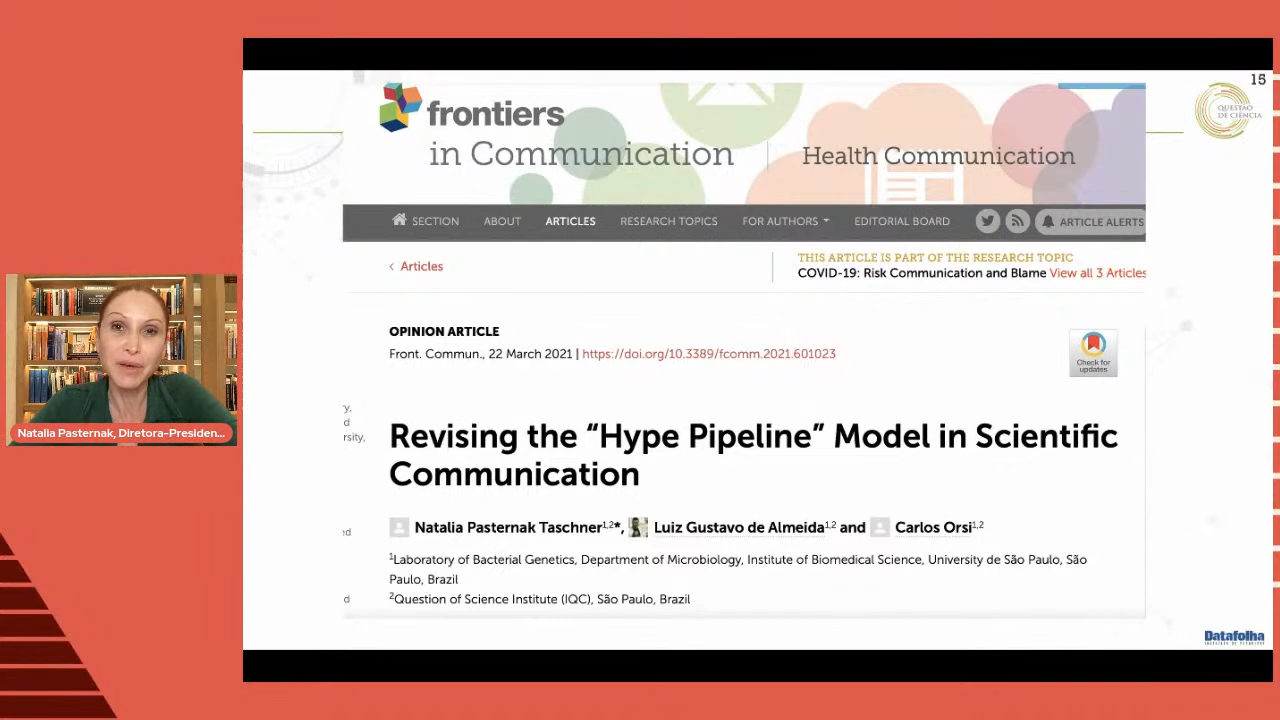 15
QUESTÃO
DE CIÊNCIA
frontiers
in Communication
Health Communication
SECTION ABOUT ARTICLES RESEARCH TOPICS FOR AUTHORS EDITORIAL BOARD ARTICLE ALERTS
Articles
THIS ARTICLE IS PART OF THE RESEARCH TOPIC
COVID-19: Risk Communication and Blame View all 3 Articles
OPINION ARTICLE
Front. Commun., 22 March 2021 | https://doi.org/10.3389/fcomm.2021.601023
Check for
updates
y,
d
rsity,
Revising the “Hype Pipeline” Model in Scientific
Communication
Natalia Pasternak Taschner1,2*, Luiz Gustavo de Almeida1,2 and Carlos Orsi1,2
ed
1Laboratory of Bacterial Genetics, Department of Microbiology, Institute of Biomedical Science, University de São Paulo, São
Paulo, Brazil
d
2Question of Science Institute (IQC), São Paulo, Brazil
Natalia Pasternak, Diretora-Presiden...
Datafolha
INSTITUTO DE PESQUISAS